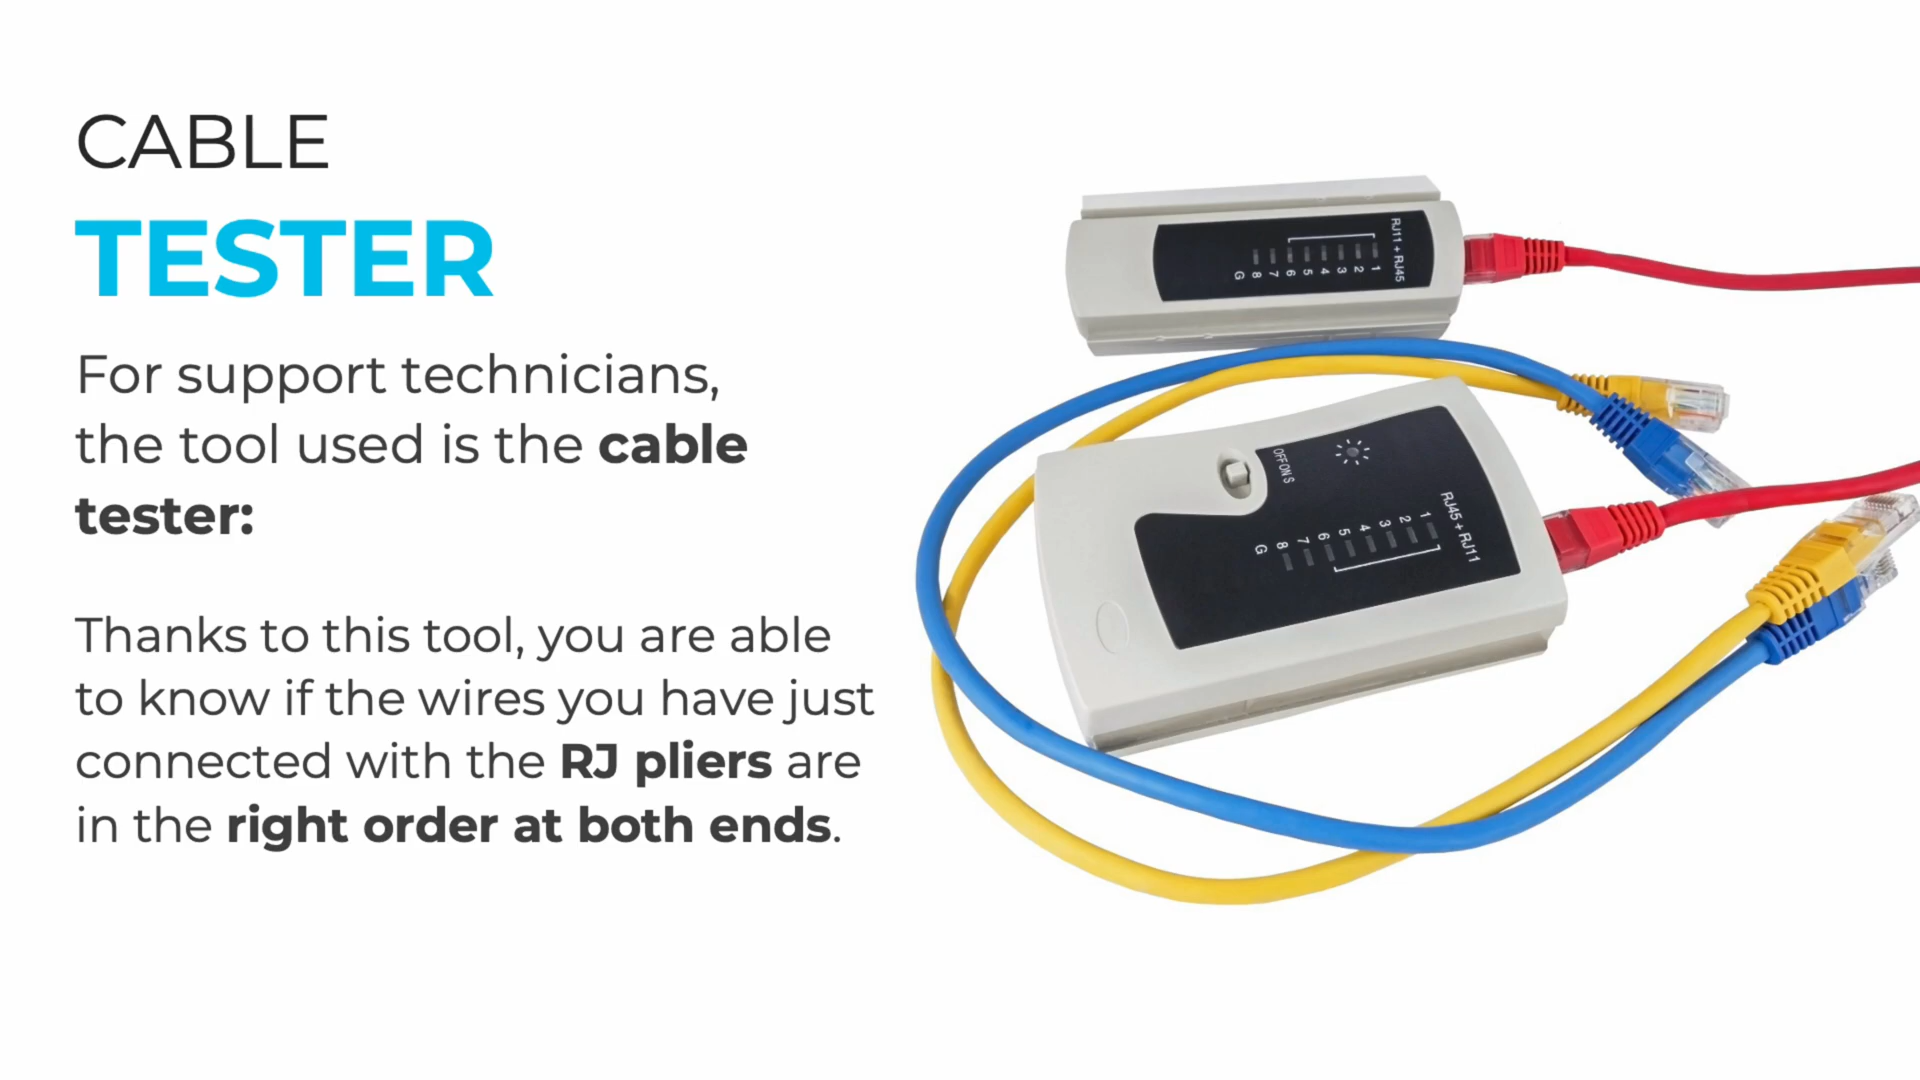 CABLE
TESTER
For support technicians,
the tool used is the cable
tester:
Thanks to this tool, you are able
to know if the wires you have just
connected with the RJ pliers are
in the right order at both ends.
RJ11 + RJ45
1 2 3 4 5 6 7 8 G
OFF ON S
RJ45 + RJ11
1 2 3 4 5 6 7 8 G